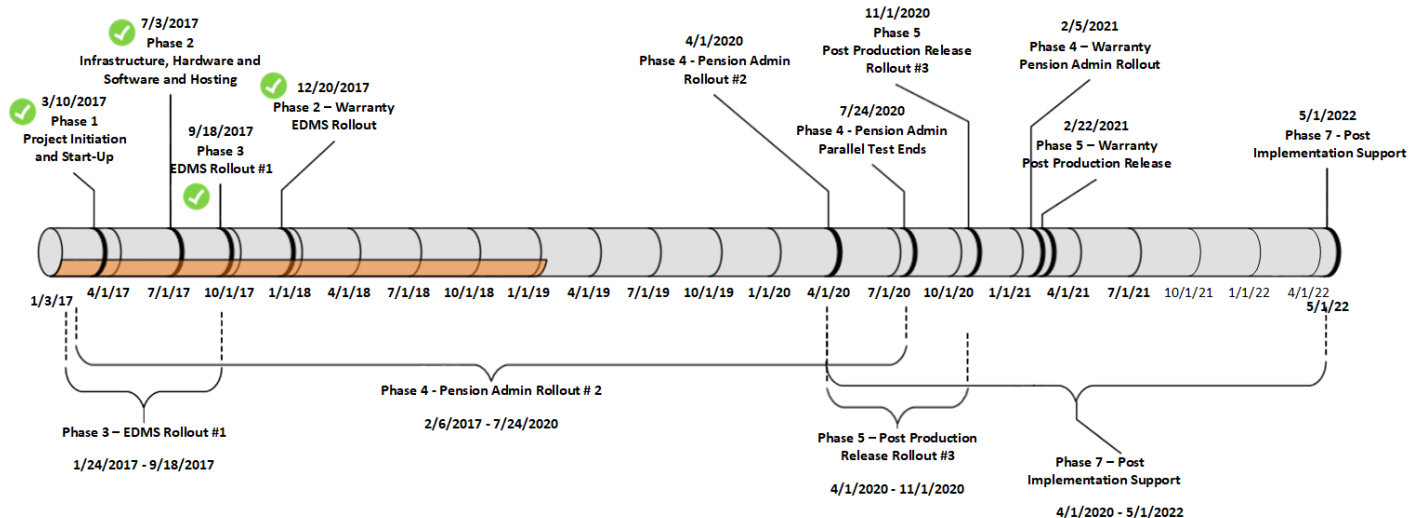 7/3/2017
Phase 2
Infrastructure, Hardware and
Software and Hosting
3/10/2017
Phase 1
Project Initiation
and Start-Up
9/18/2017
Phase 3
EDMS Rollout #1
12/20/2017
Phase 2 – Warranty
EDMS Rollout
4/1/2020
Phase 4 - Pension Admin
Rollout #2
11/1/2020
Phase 5
Post Production Release
Rollout #3
7/24/2020
Phase 4 - Pension Admin
Parallel Test Ends
2/5/2021
Phase 4 – Warranty
Pension Admin Rollout
2/22/2021
Phase 5 – Warranty
Post Production Release
5/1/2022
Phase 7 - Post
Implementation Support
1/3/17
4/1/17
7/1/17
10/1/17
1/1/18
4/1/18
7/1/18
10/1/18
1/1/19
4/1/19
7/1/19
10/1/19
1/1/20
4/1/20
7/1/20
10/1/20
1/1/21
4/1/21
7/1/21
10/1/21
1/1/22
4/1/22
5/1/22
Phase 3 – EDMS Rollout #1
1/24/2017 - 9/18/2017
Phase 4 - Pension Admin Rollout # 2
2/6/2017 - 7/24/2020
Phase 5 – Post Production
Release Rollout #3
4/1/2020 - 11/1/2020
Phase 7 – Post
Implementation Support
4/1/2020 - 5/1/2022